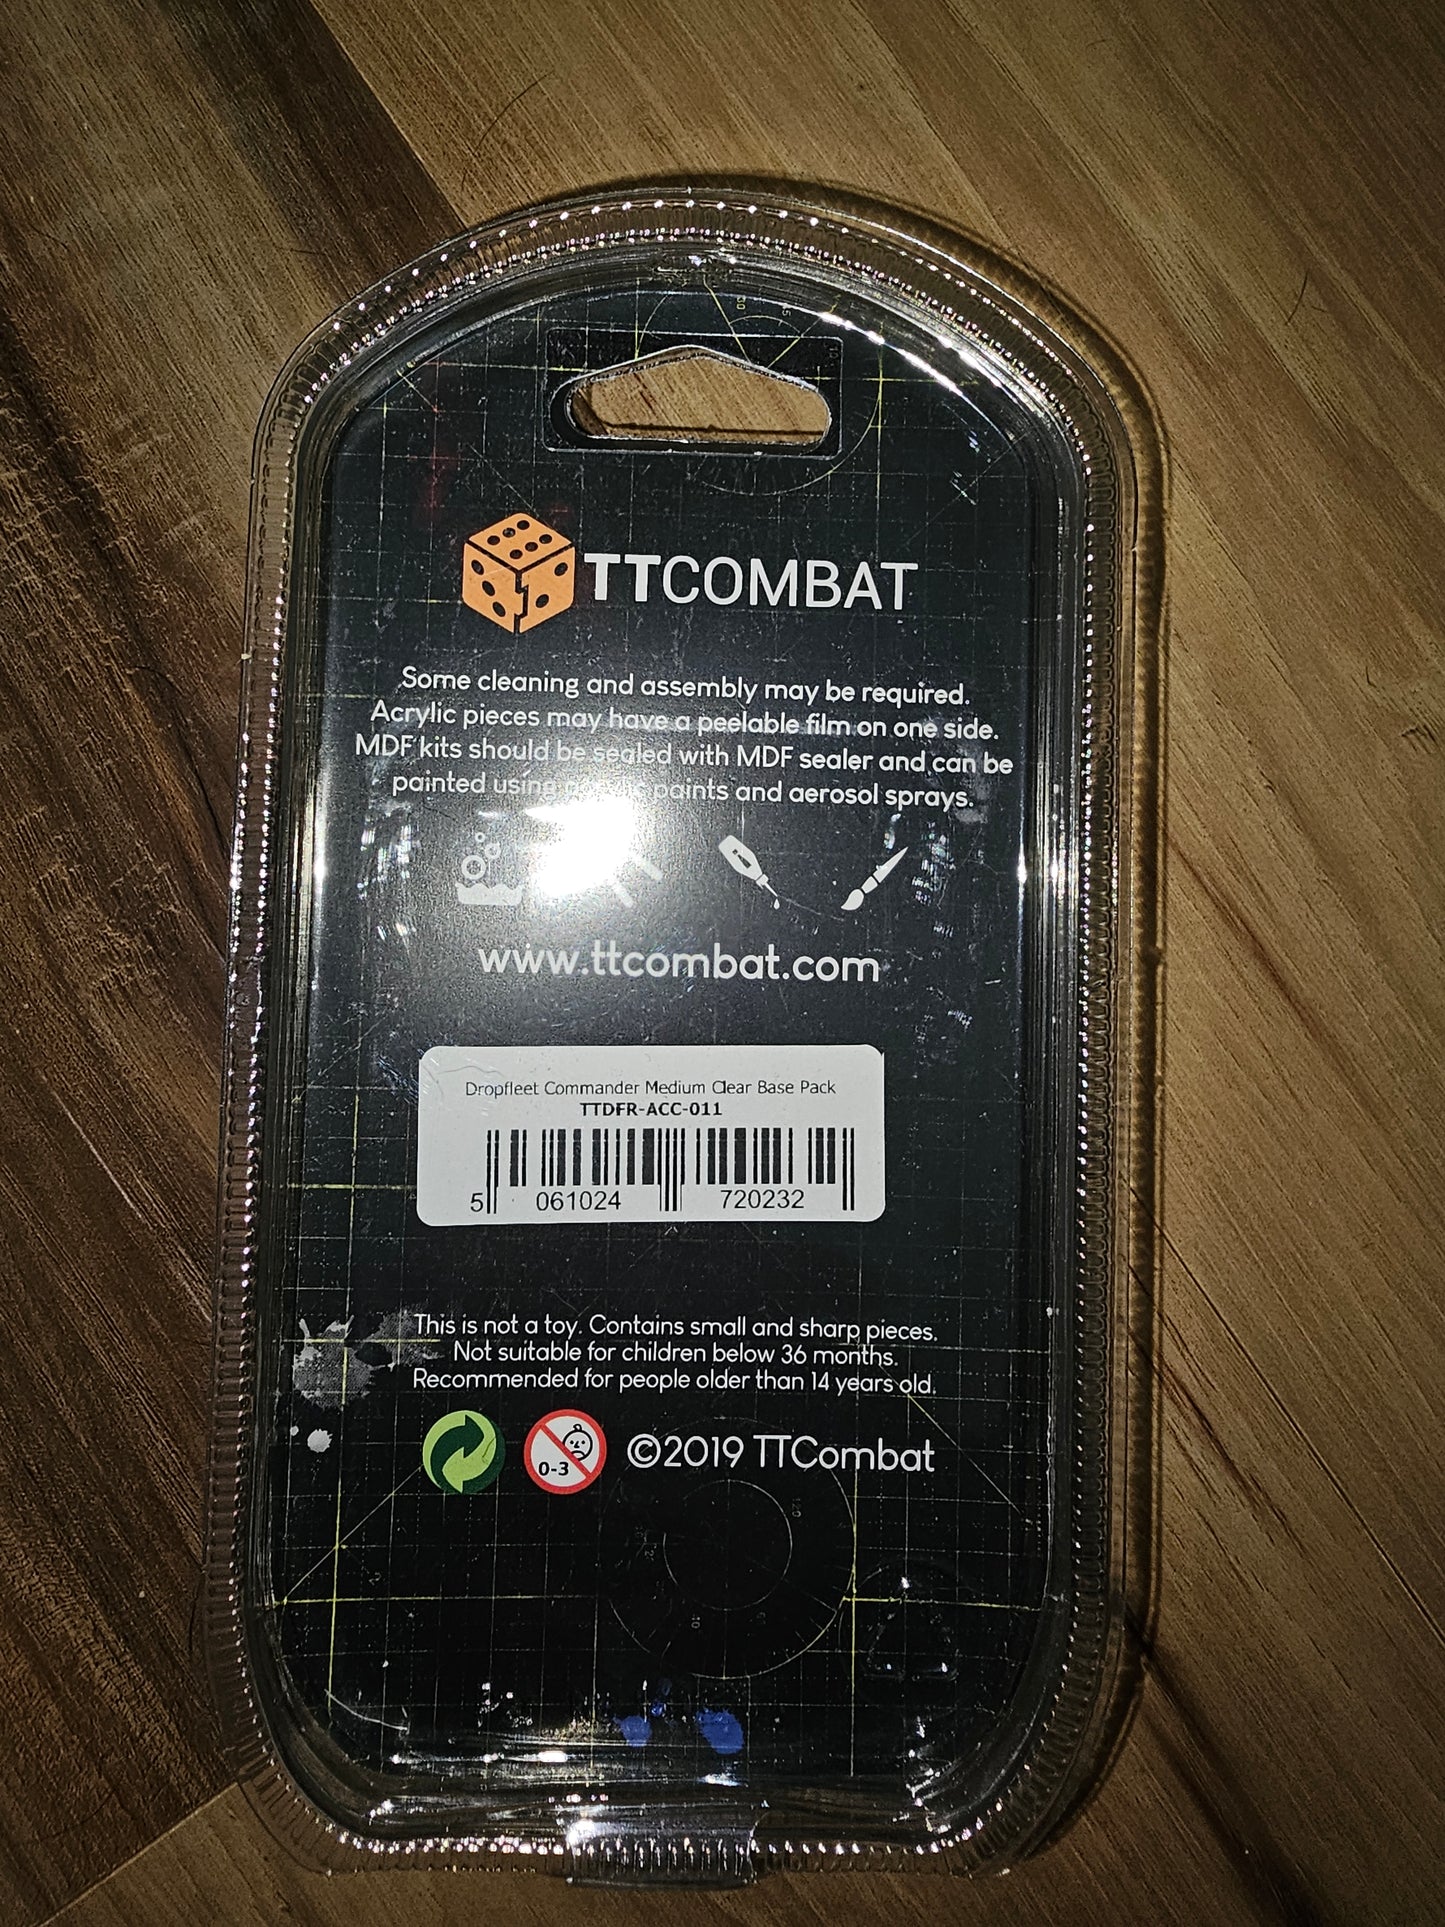 TTCOMBAT
Some cleaning and assembly may be required.
Acrylic pieces may have a peelable film on one side.
MDF kits should be sealed with MDF sealer and can be
painted using paints and aerosol sprays.
www.ttcombat.com
Dropfleet Commander Medium Clear Base Pack
TTDFR-ACC-011
5 061024 720232
This is not a toy. Contains small and sharp pieces.
Not suitable for children below 36 months.
Recommended for people older than 14 years old.
0-3
©2019 TTCombat